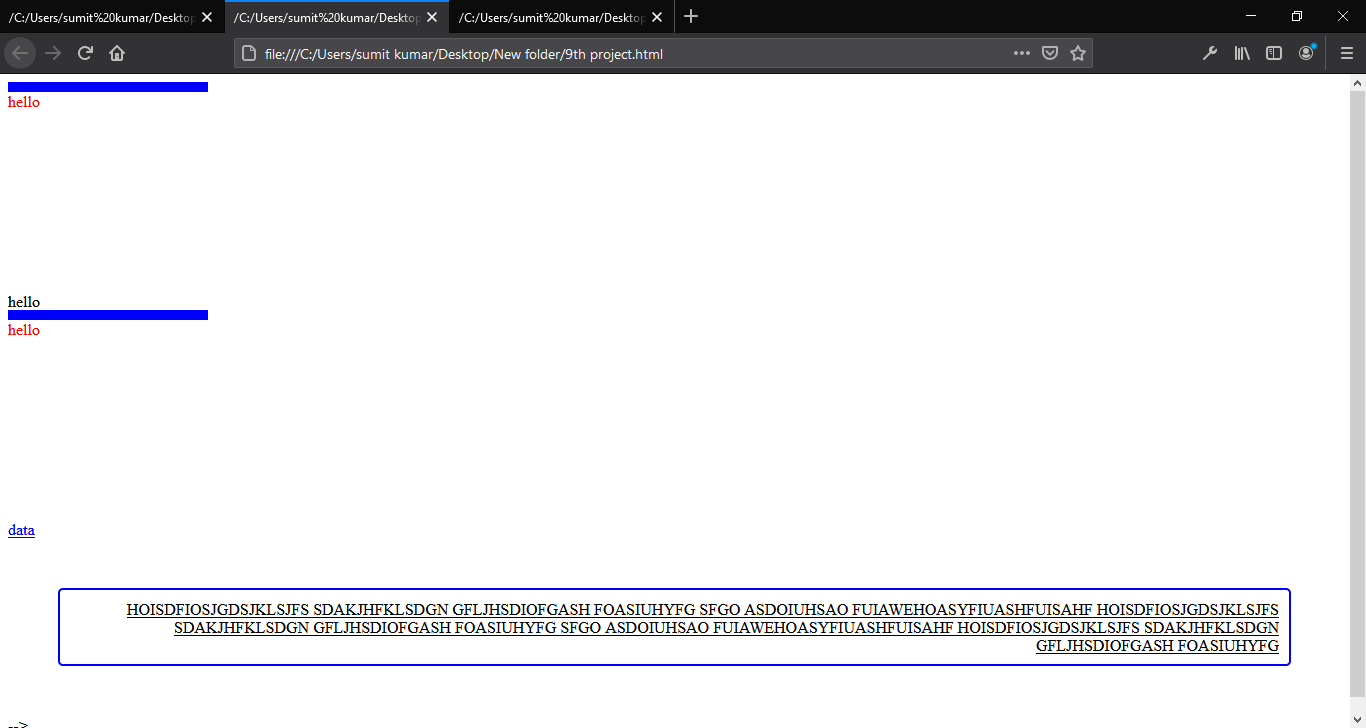 /C:/Users/sumit%20kumar/Desktop
/C:/Users/sumit%20kumar/Desktop
/C:/Users/sumit%20kumar/Desktop
file:///C:/Users/sumit kumar/Desktop/New folder/9th project.html
hello
hello
hello
data
HOISDFIOSJGDSJKLSJFS SDAKJHFKLSDGN GFLJHSDIOFGASH FOASIUHYFG SFGO ASDOIUHSAO FUIAWEHOASYFIUASHFUISAHF HOISDFIOSJGDSJKLSJFS
SDAKJHFKLSDGN GFLJHSDIOFGASH FOASIUHYFG SFGO ASDOIUHSAO FUIAWEHOASYFIUASHFUISAHF HOISDFIOSJGDSJKLSJFS SDAKJHFKLSDGN
GFLJHSDIOFGASH FOASIUHYFG
-->